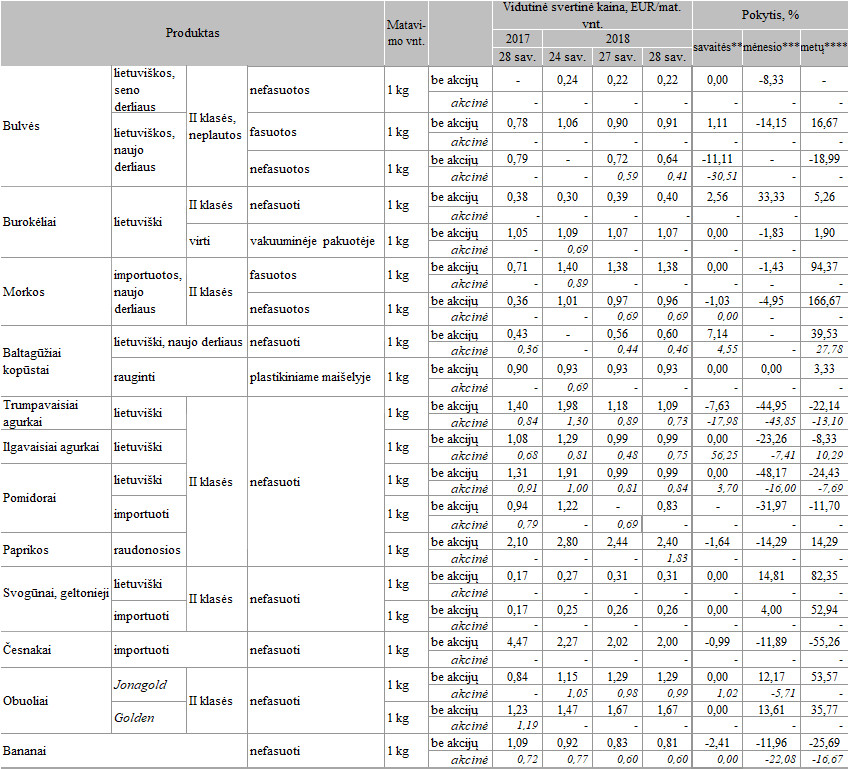 Produktas Matavi-mo vnt. Vidutinė svertinė kaina, EUR/mat. vnt. Pokytis, %
2017 2018 savaitės** mėnesio*** metų****
28 sav. 24 sav. 27 sav. 28 sav.
Bulvės lietuviškos, seno derliaus II klasės, neplautos nefasuotos 1 kg be akcijų - 0,24 0,22 0,22 0,00 -8,33 -
akcinė - - - - - - -
lietuviškos, naujo derliaus fasuotos 1 kg be akcijų 0,78 1,06 0,90 0,91 1,11 -14,15 16,67
akcinė - - - - - - -
nefasuotos 1 kg be akcijų 0,79 - 0,72 0,64 -11,11 - -18,99
akcinė - - 0,59 0,41 -30,51 - -
Burokėliai lietuviški II klasės nefasuoti 1 kg be akcijų 0,38 0,30 0,39 0,40 2,56 33,33 5,26
akcinė - - - - - - -
virti vakuuminėje pakuotėje 1 kg be akcijų 1,05 1,09 1,07 1,07 0,00 -1,83 1,90
akcinė - 0,69 - - - - -
Morkos importuotos, naujo derliaus II klasės fasuotos 1 kg be akcijų 0,71 1,40 1,38 1,38 0,00 -1,43 94,37
akcinė - 0,89 - - - - -
nefasuotos 1 kg be akcijų 0,36 1,01 0,97 0,96 -1,03 -4,95 166,67
akcinė - - 0,69 0,69 0,00 - -
Baltagūžiai kopūstai lietuviški, naujo derliaus nefasuoti 1 kg be akcijų 0,43 - 0,56 0,60 7,14 - 39,53
akcinė 0,36 - 0,44 0,46 4,55 - 27,78
rauginti plastikiniame maišelyje 1 kg be akcijų 0,90 0,93 0,93 0,93 0,00 0,00 3,33
akcinė - 0,69 - - - - -
Trumpavaisiai agurkai lietuviški II klasės nefasuoti 1 kg be akcijų 1,40 1,98 1,18 1,09 -7,63 -44,95 -22,14
akcinė 0,84 1,30 0,89 0,73 -17,98 -43,85 -13,10
Ilgavaisiai agurkai lietuviški 1 kg be akcijų 1,08 1,29 0,99 0,99 0,00 -23,26 -8,33
akcinė 0,68 0,81 0,48 0,75 56,25 -7,41 10,29
Pomidorai lietuviški 1 kg be akcijų 1,31 1,91 0,99 0,99 0,00 -48,17 -24,43
akcinė 0,91 1,00 0,81 0,84 3,70 -16,00 -7,69
importuoti 1 kg be akcijų 0,94 1,22 - 0,83 - -31,97 -11,70
akcinė 0,79 - 0,69 - - - -
Paprikos raudonosios 1 kg be akcijų 2,10 2,80 2,44 2,40 -1,64 -14,29 14,29
akcinė - - - 1,83 - - -
Svogūnai, geltonieji lietuviški II klasės nefasuoti 1 kg be akcijų 0,17 0,27 0,31 0,31 0,00 14,81 82,35
akcinė - - - - - - -
importuoti 1 kg be akcijų 0,17 0,25 0,26 0,26 0,00 4,00 52,94
akcinė - - - - - - -
Česnakai importuoti nefasuoti 1 kg be akcijų 4,47 2,27 2,02 2,00 -0,99 -11,89 -55,26
akcinė - - - - - - -
Obuoliai Jonagold II klasės nefasuoti 1 kg be akcijų 0,84 1,15 1,29 1,29 0,00 12,17 53,57
akcinė - 1,05 0,98 0,99 1,02 -5,71 -
Golden 1 kg be akcijų 1,23 1,47 1,67 1,67 0,00 13,61 35,77
akcinė 1,19 - - - - - -
Bananai nefasuoti 1 kg be akcijų 1,09 0,92 0,83 0,81 -2,41 -11,96 -25,69
akcinė 0,72 0,77 0,60 0,60 0,00 -22,08 -16,67